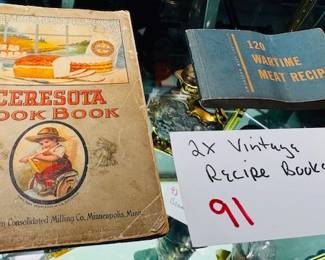 CERESOTA
COOK BOOK
Consolidated Milling Co., Minneapolis, Minn.
120
WARTIME
MEAT RECIP
2x Vintage
Recipe Books
91